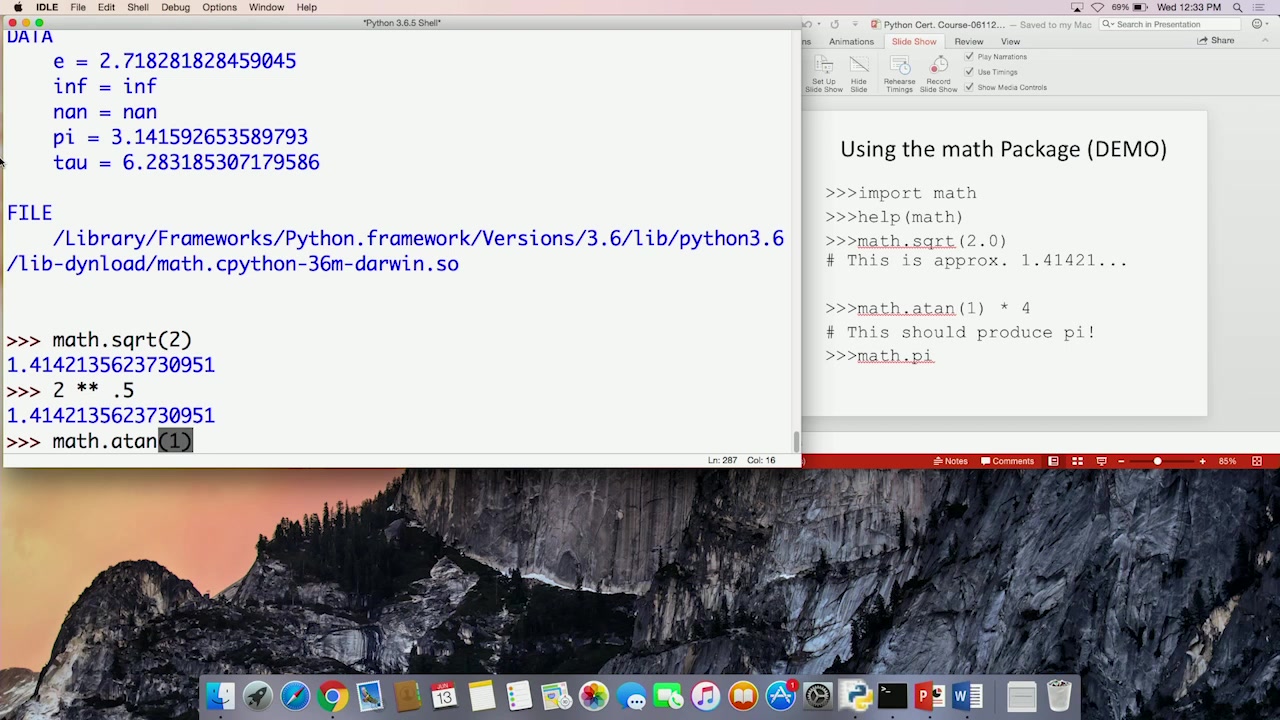 IDLE File Edit Shell Debug Options Window Help
69% Wed 12:33 PM
*Python 3.6.5 Shell*
DATA
e = 2.718281828459045
inf = inf
nan = nan
pi = 3.141592653589793
tau = 6.283185307179586
FILE
/Library/Frameworks/Python.framework/Versions/3.6/lib/python3.6
/lib-dynload/math.cpython-36m-darwin.so
>>> math.sqrt(2)
1.4142135623730951
>>> 2 ** .5
1.4142135623730951
>>> math.atan(1)
Ln: 287 Col: 16
Python Cert. Course-06112... — Saved to my Mac
Search in Presentation
ns Animations Slide Show Review View
Share
Set Up
Slide Show
Hide
Slide
Rehearse
Timings
Record
Slide Show
Play Narrations
Use Timings
Show Media Controls
Using the math Package (DEMO)
>>>import math
>>>help(math)
>>>math.sqrt(2.0)
# This is approx. 1.41421...
>>>math.atan(1) * 4
# This should produce pi!
>>>math.pi
Notes Comments 85%
JUN
13
1